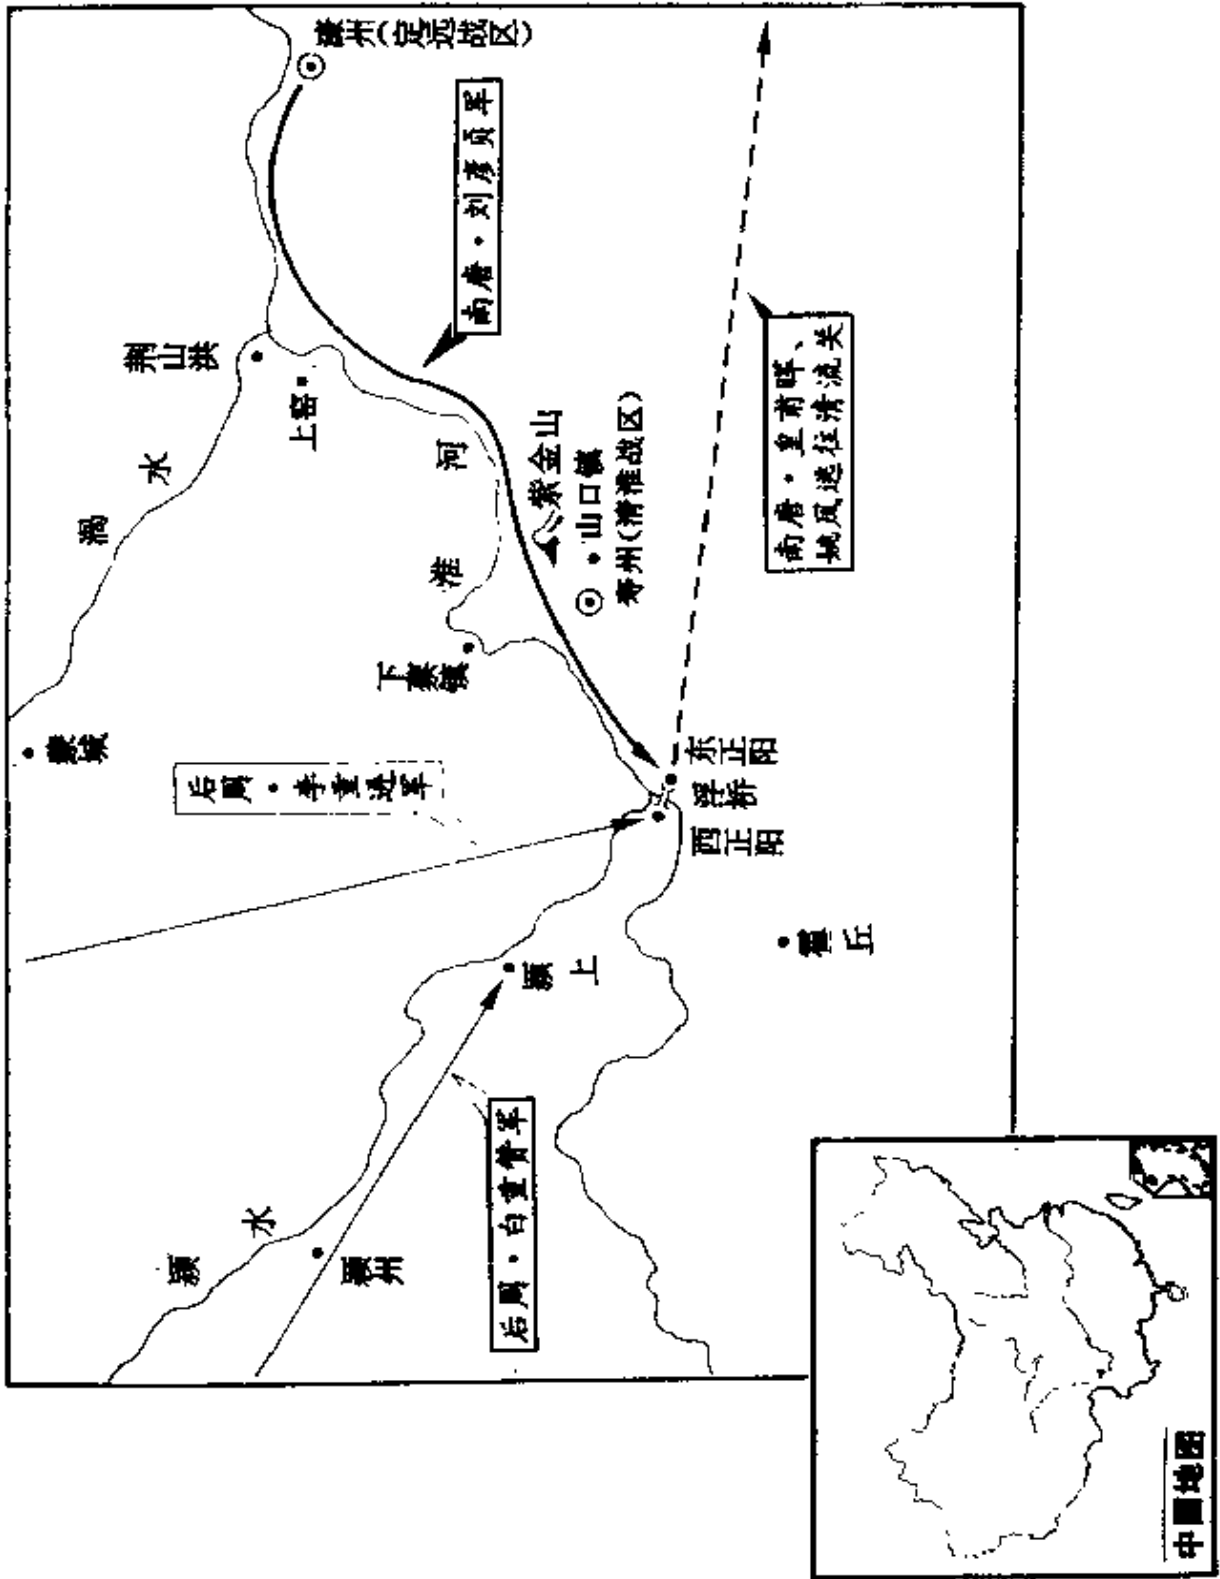 濠州(定远战区)
南唐·刘彦贞军
荆山洪
上窑
涡水
淮河
紫金山
山口镇
寿州(清淮战区)
南唐·皇甫晖、
姚凤逃往清流关
下蔡镇
蒙城
后周·李重进军
东正阳
浮桥
西正阳
颍上
霍丘
后周·白重赞军
颍水
颍州
中國地图